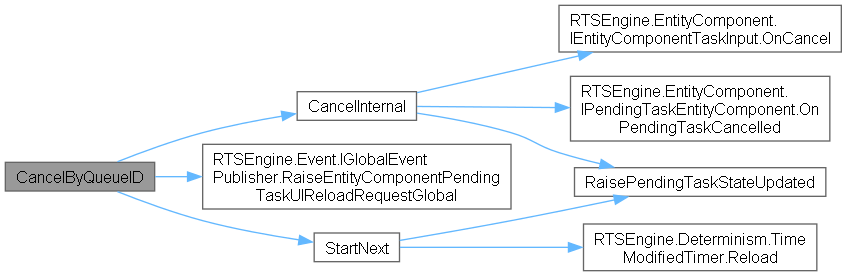 RTSEngine.EntityComponent.
IEntityComponentTaskInput.OnCancel
CancelInternal
RTSEngine.EntityComponent.
IPendingTaskEntityComponent.On
PendingTaskCancelled
CancelByQueueID
RTSEngine.Event.IGlobalEvent
Publisher.RaiseEntityComponentPending
TaskUIReloadRequestGlobal
RaisePendingTaskStateUpdated
StartNext
RTSEngine.Determinism.Time
ModifiedTimer.Reload